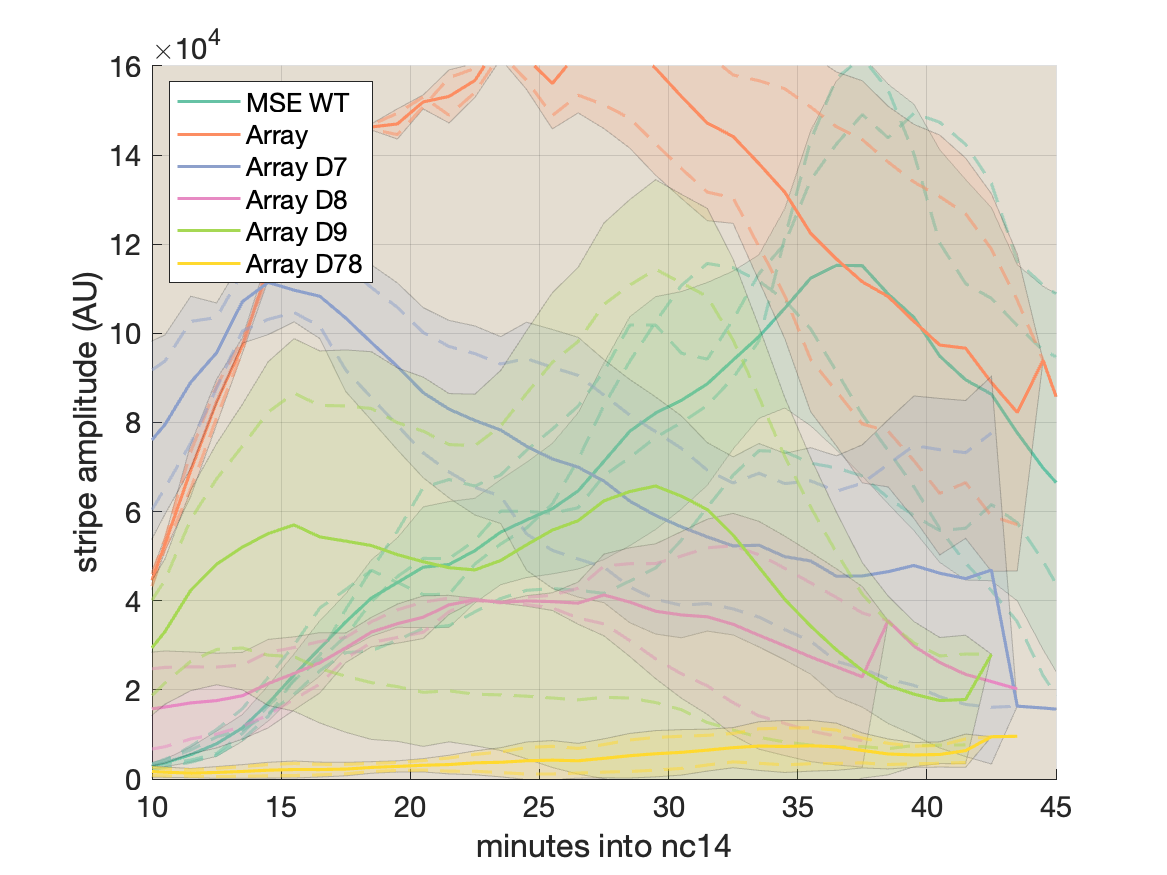 ×10⁴
16
14
12
10
8
6
4
2
0
stripe amplitude (AU)
MSE WT
Array
Array D7
Array D8
Array D9
Array D78
10 15 20 25 30 35 40 45
minutes into nc14